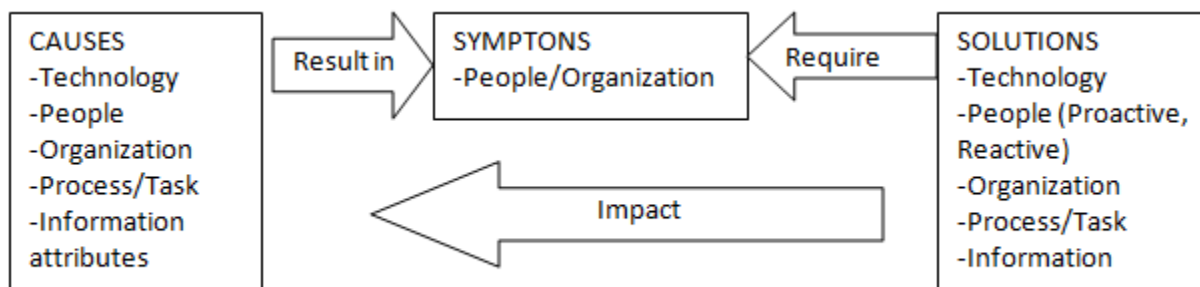 CAUSES
-Technology
-People
-Organization
-Process/Task
-Information
attributes
Result in
SYMPTONS
-People/Organization
Require
SOLUTIONS
-Technology
-People (Proactive,
Reactive)
-Organization
-Process/Task
-Information
Impact